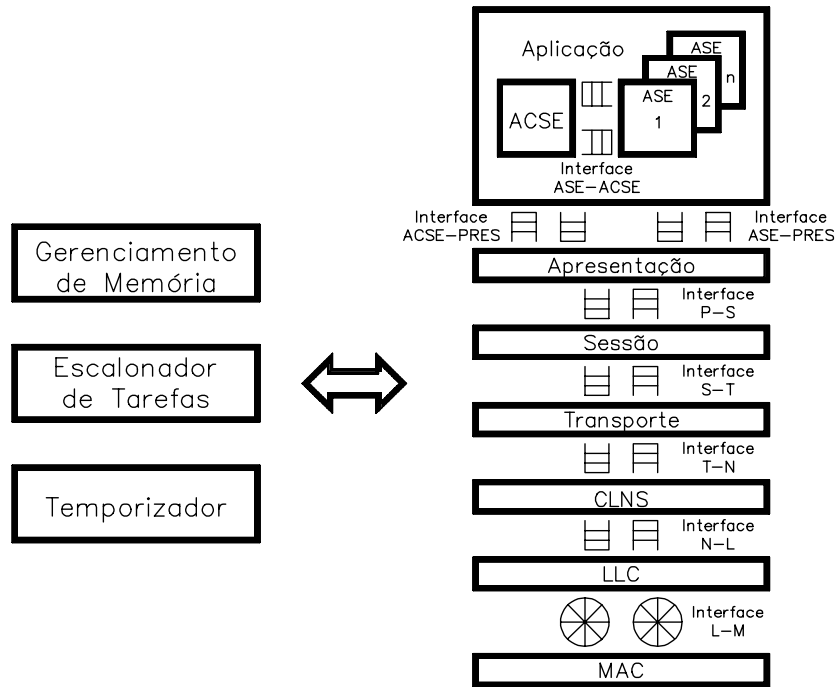 Aplicação
ASE
n
ASE
2
ASE
1
ACSE
Interface
ASE-ACSE
Interface
ACSE-PRES
Interface
ASE-PRES
Apresentação
Interface
P-S
Sessão
Interface
S-T
Transporte
Interface
T-N
CLNS
Interface
N-L
LLC
Interface
L-M
MAC
Gerenciamento
de Memória
Escalonador
de Tarefas
Temporizador